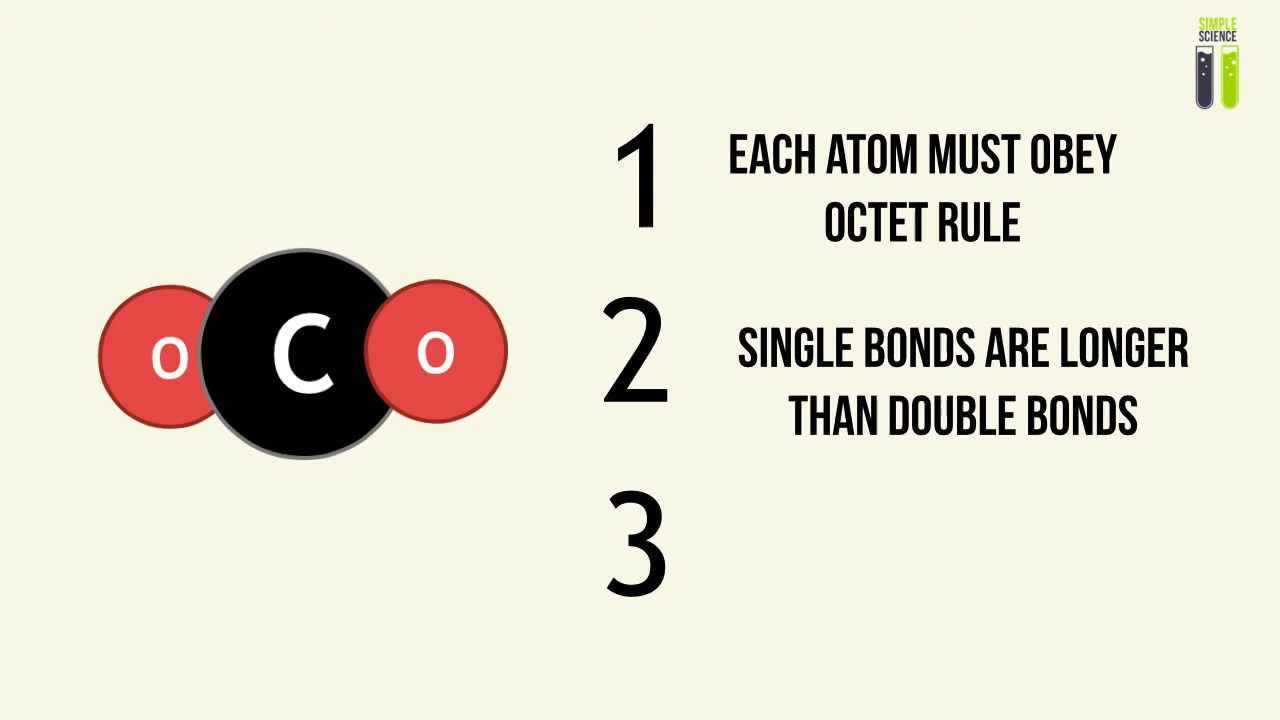 SIMPLE
SCIENCE
1
EACH ATOM MUST OBEY
OCTET RULE
O
C
O
2
SINGLE BONDS ARE LONGER
THAN DOUBLE BONDS
3